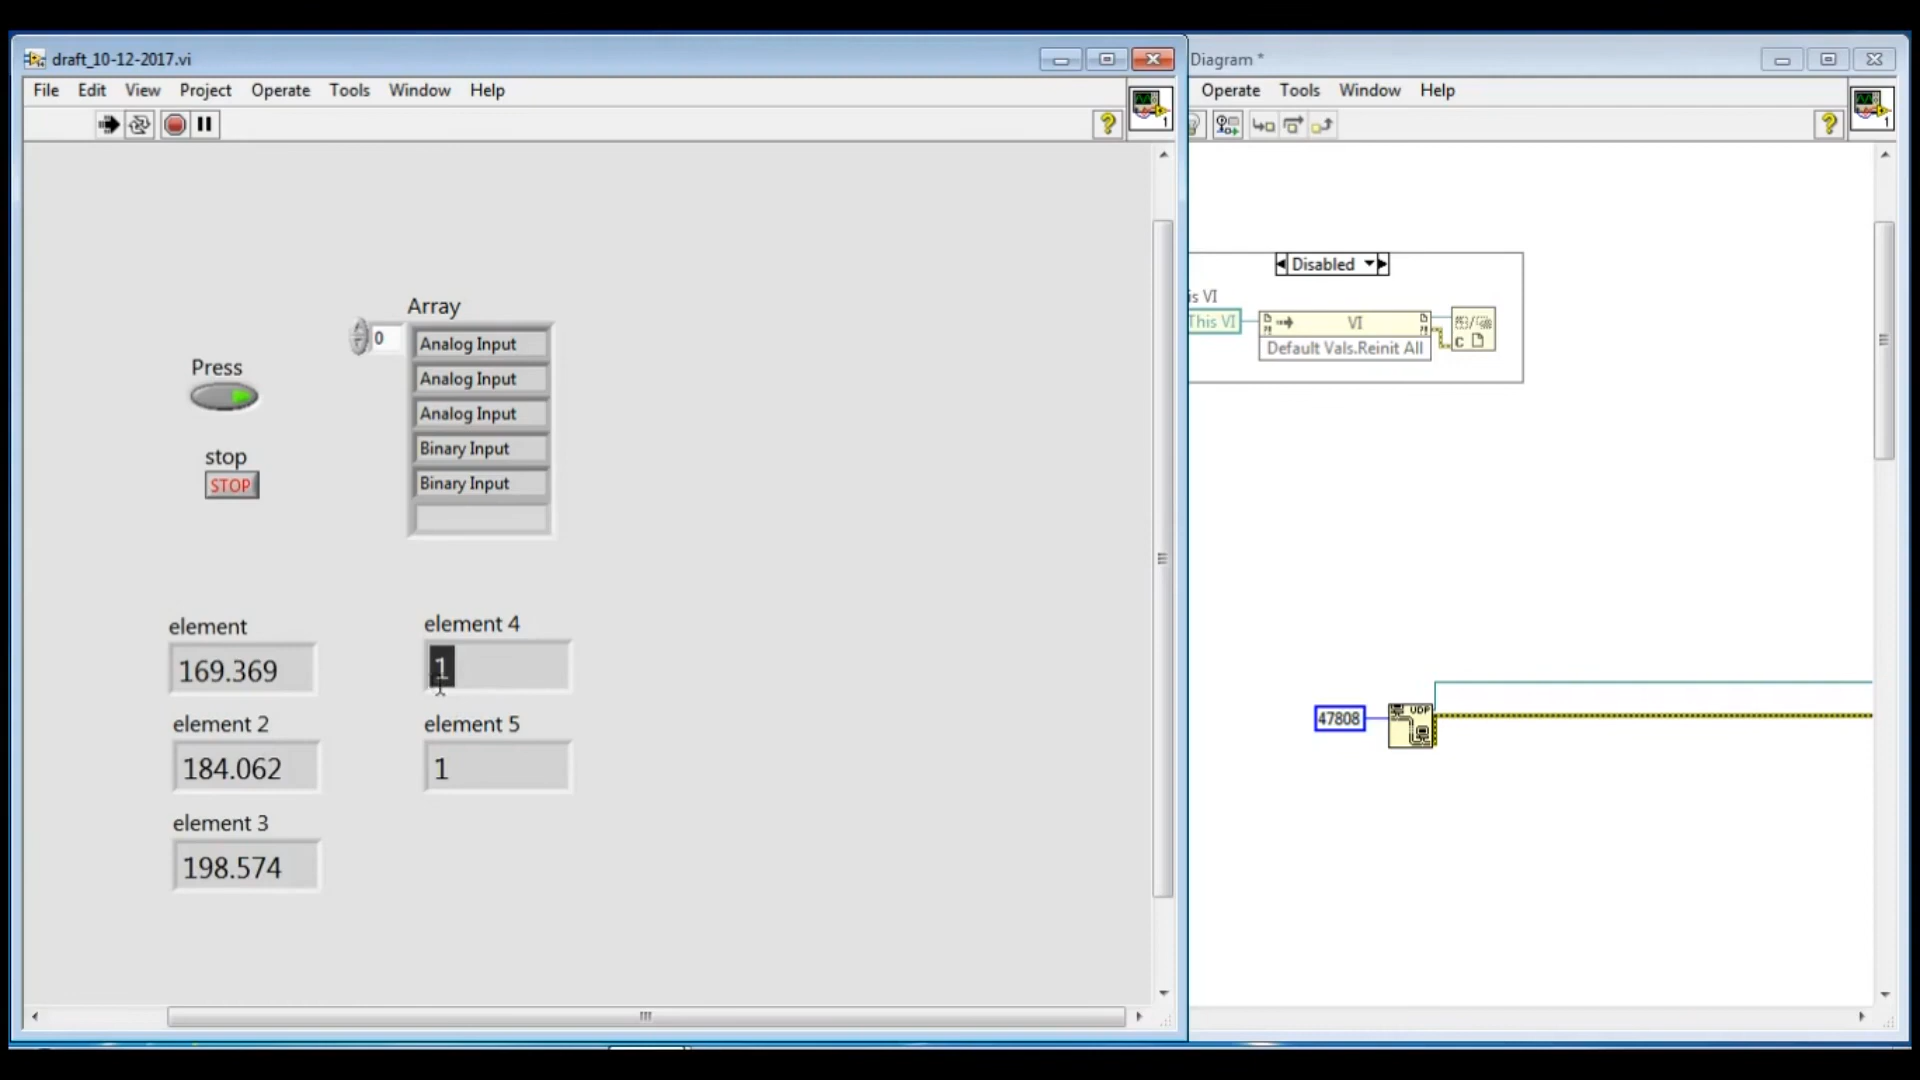 draft_10-12-2017.vi
File Edit View Project Operate Tools Window Help
1
Array
0
Analog Input
Analog Input
Analog Input
Binary Input
Binary Input
Press
stop
STOP
element
169.369
element 2
184.062
element 3
198.574
element 4
1
element 5
1
Diagram *
Operate Tools Window Help
1
Disabled
is VI
This VI
VI
Default Vals.Reinit All
47808
UDP